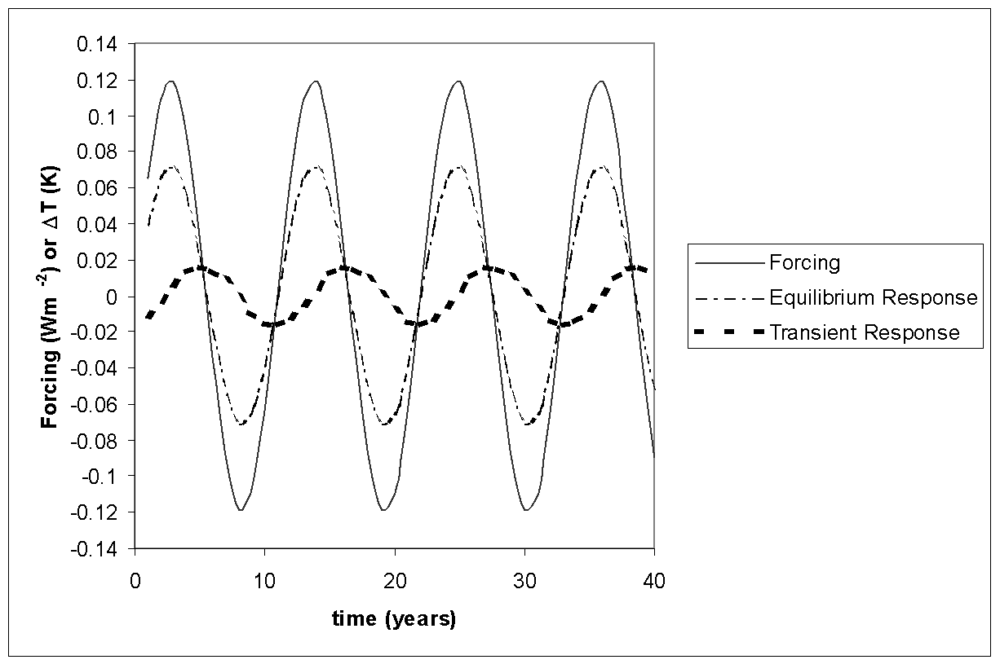 0.14
0.12
0.1
0.08
0.06
0.04
0.02
0
-0.02
-0.04
-0.06
-0.08
-0.1
-0.12
-0.14
Forcing (Wm -2) or Δ T (K)
0 10 20 30 40
time (years)
Forcing
Equilibrium Response
Transient Response